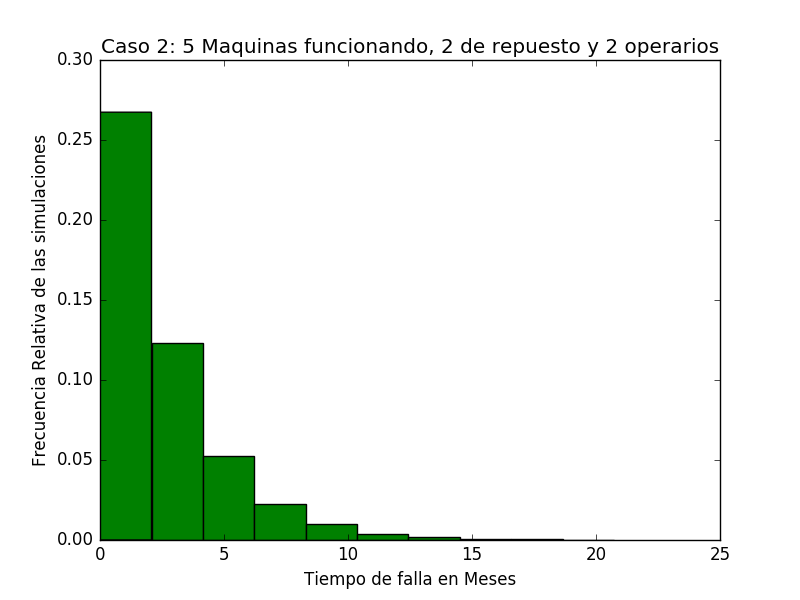 Caso 2: 5 Maquinas funcionando, 2 de repuesto y 2 operarios
0.30
0.25
0.20
0.15
0.10
0.05
0.00
Frecuencia Relativa de las simulaciones
0 5 10 15 20 25
Tiempo de falla en Meses